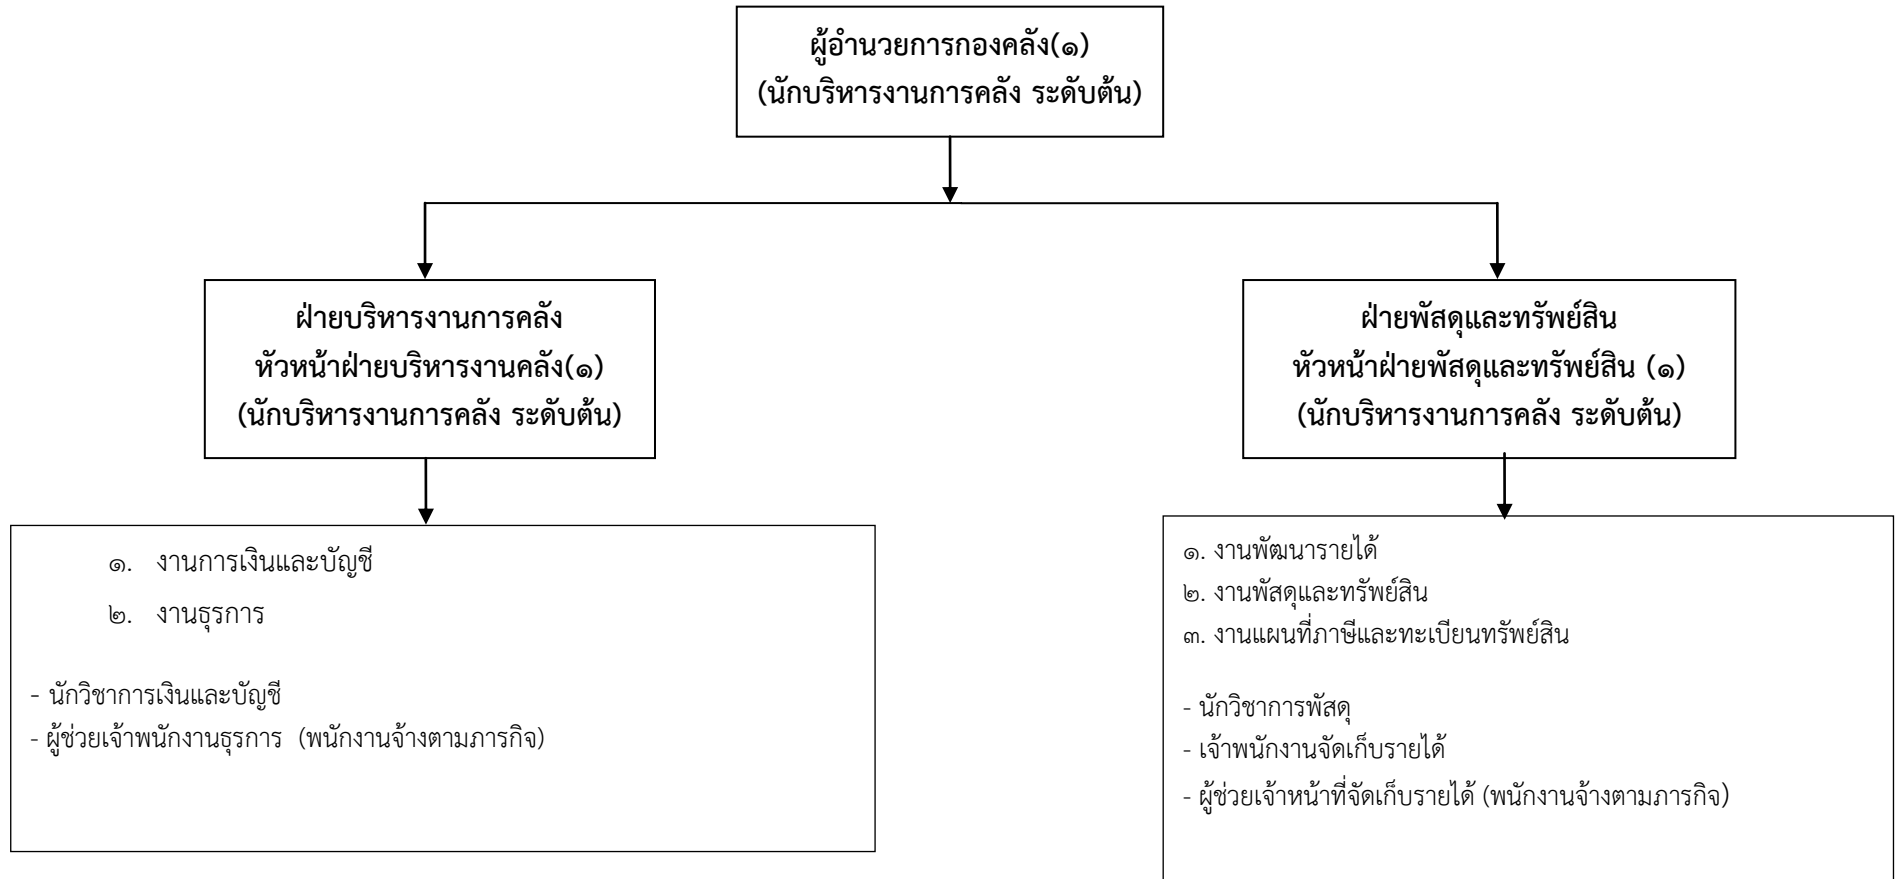 ผู้อำนวยการกองคลัง(๑)
(นักบริหารงานการคลัง ระดับต้น)
ฝ่ายบริหารงานการคลัง
หัวหน้าฝ่ายบริหารงานคลัง(๑)
(นักบริหารงานการคลัง ระดับต้น)
ฝ่ายพัสดุและทรัพย์สิน
หัวหน้าฝ่ายพัสดุและทรัพย์สิน (๑)
(นักบริหารงานการคลัง ระดับต้น)
๑. งานการเงินและบัญชี
๒. งานธุรการ
- นักวิชาการเงินและบัญชี
- ผู้ช่วยเจ้าพนักงานธุรการ (พนักงานจ้างตามภารกิจ)
๑. งานพัฒนารายได้
๒. งานพัสดุและทรัพย์สิน
๓. งานแผนที่ภาษีและทะเบียนทรัพย์สิน
- นักวิชาการพัสดุ
- เจ้าพนักงานจัดเก็บรายได้
- ผู้ช่วยเจ้าหน้าที่จัดเก็บรายได้ (พนักงานจ้างตามภารกิจ)